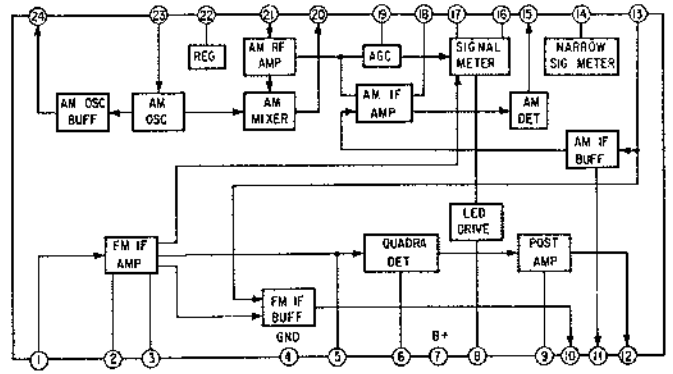 24 23 22 21 20 19 18 17 16 15 14 13
REG
AM RF
AMP
AGC
SIGNAL
METER
NARROW
SIG METER
AM OSC
BUFF
AM
OSC
AM
MIXER
AM IF
AMP
AM
DET
AM IF
BUFF
LED
DRIVE
FM IF
AMP
QUADRA
DET
POST
AMP
FM IF
BUFF
GND
B+
1 2 3 4 5 6 7 8 9 10 11 12